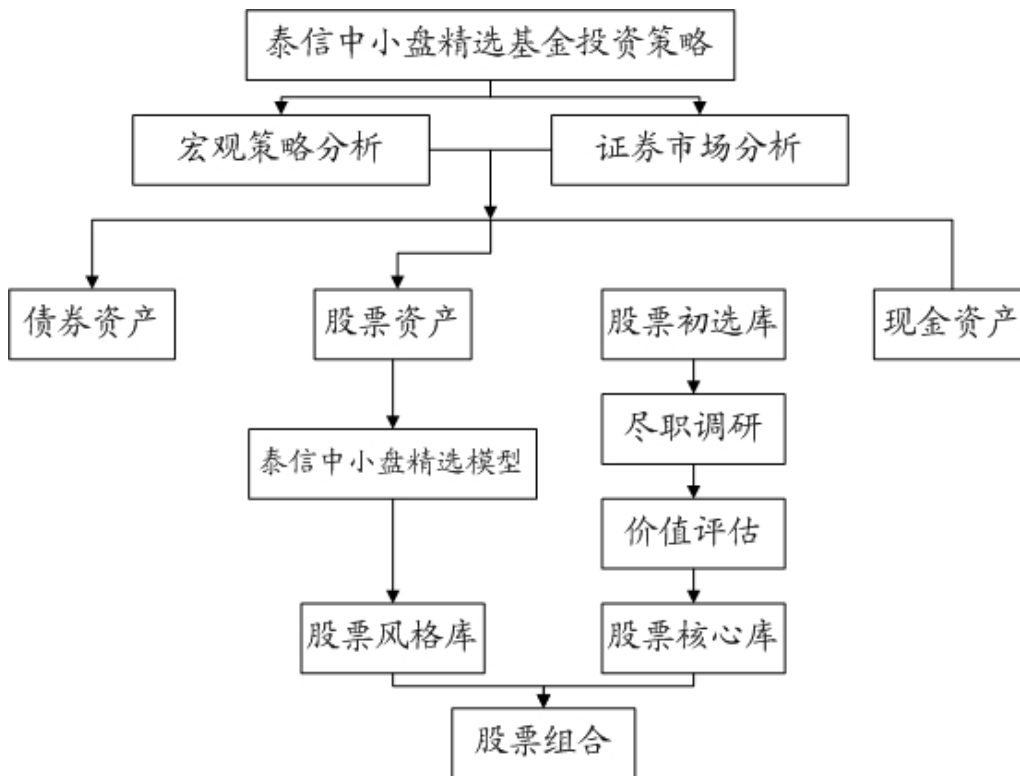 泰信中小盘精选基金投资策略
宏观策略分析
证券市场分析
债券资产
股票资产
股票初选库
现金资产
泰信中小盘精选模型
尽职调研
价值评估
股票风格库
股票核心库
股票组合